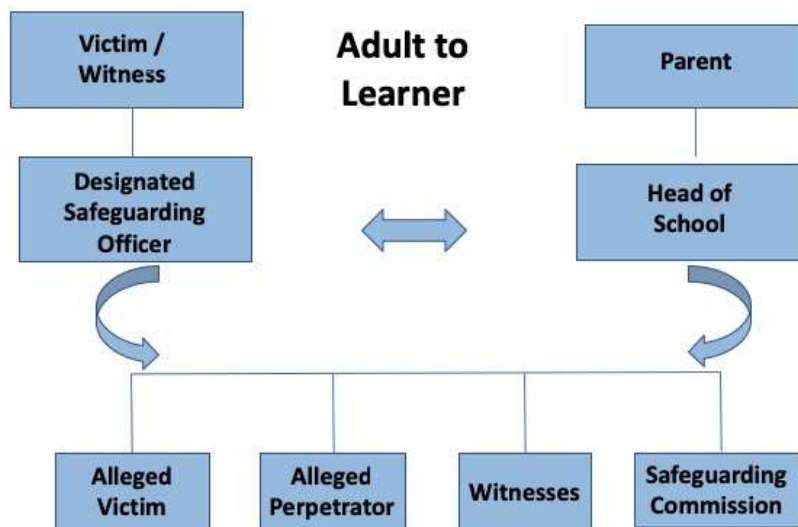 Victim /
Witness
Adult to
Learner
Parent
Designated
Safeguarding
Officer
Head of
School
Alleged
Victim
Alleged
Perpetrator
Witnesses
Safeguarding
Commission